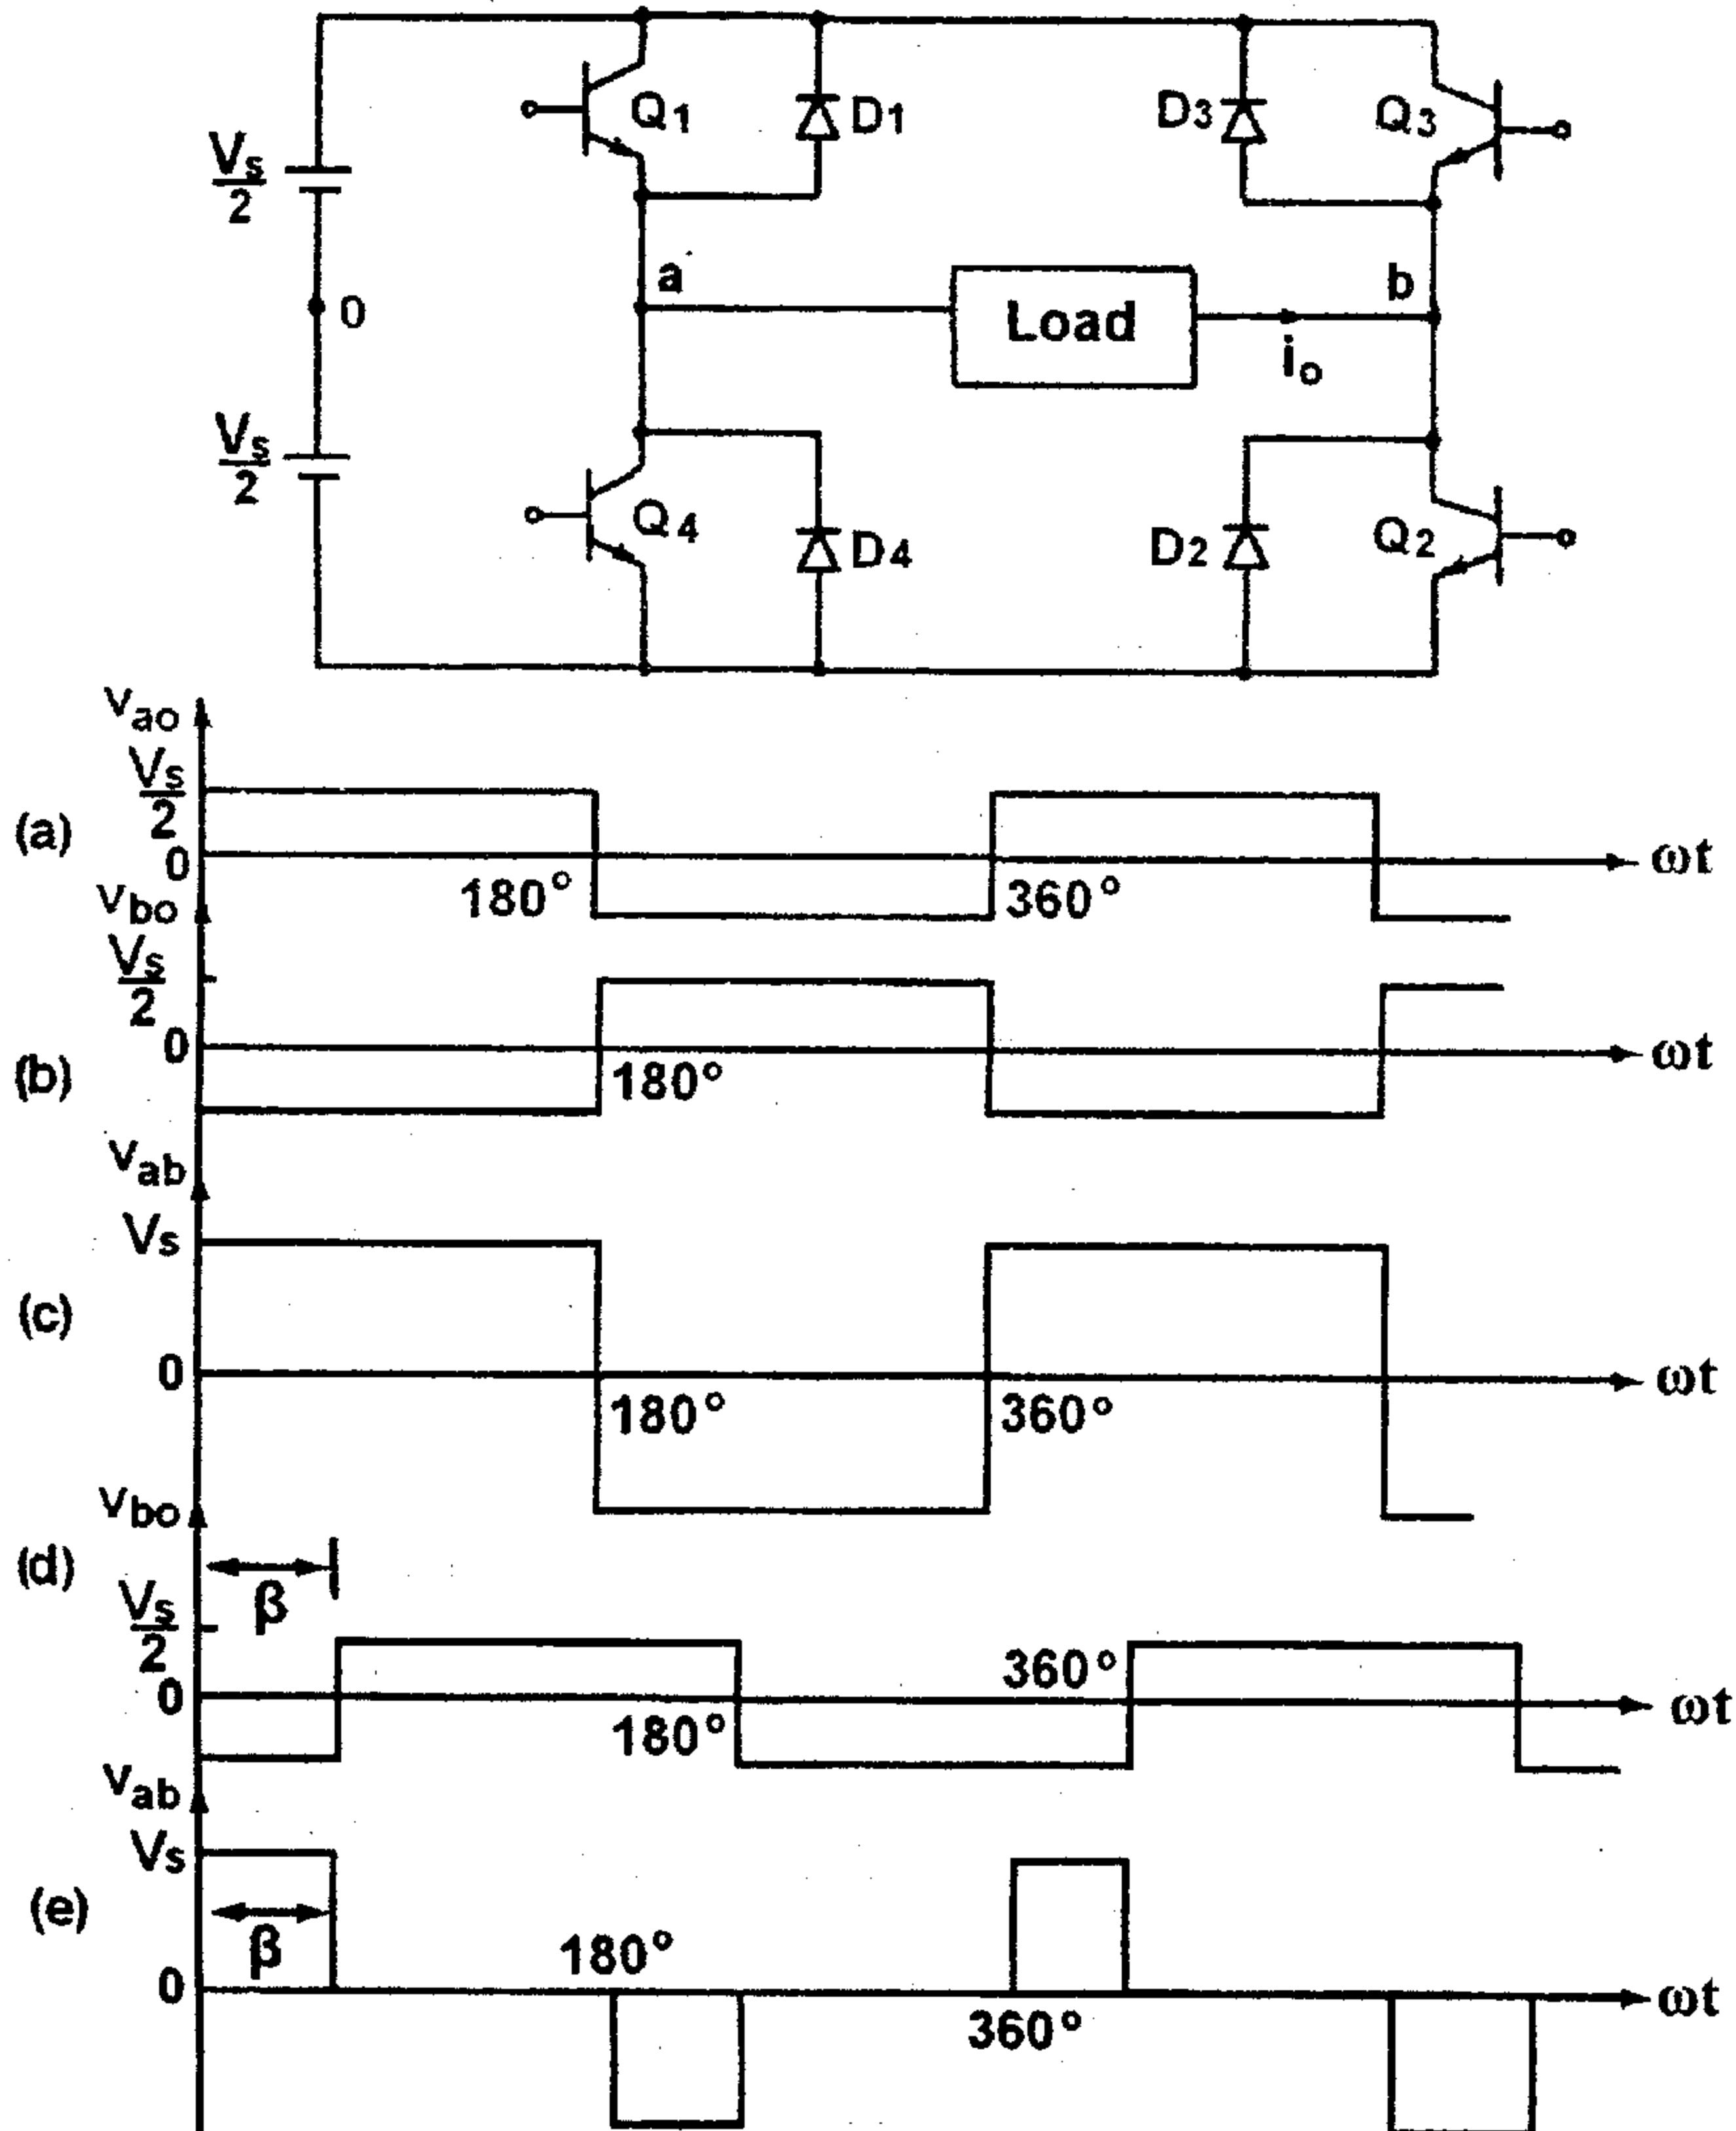 Q1
D1
D3
Q3
Vs
2
0
a
Load
b
io
Vs
2
Q4
D4
D2
Q2
(a)
vao
Vs
2
0
180°
360°
ωt
(b)
vbo
Vs
2
0
180°
ωt
(c)
vab
Vs
0
180°
360°
ωt
(d)
vbo
β
Vs
2
0
180°
360°
ωt
(e)
vab
Vs
β
0
180°
360°
ωt